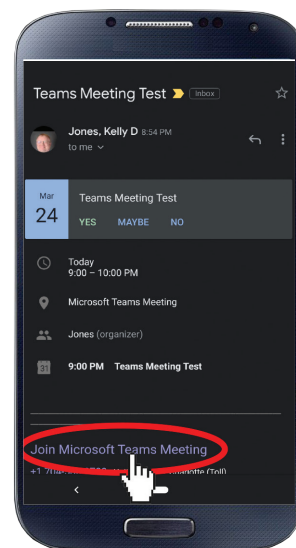 Teams Meeting Test Inbox
Jones, Kelly D 8:54 PM
to me
Mar
24
Teams Meeting Test
YES MAYBE NO
Today
9:00 – 10:00 PM
Microsoft Teams Meeting
Jones (organizer)
31
9:00 PM Teams Meeting Test
Join Microsoft Teams Meeting
(Toll)